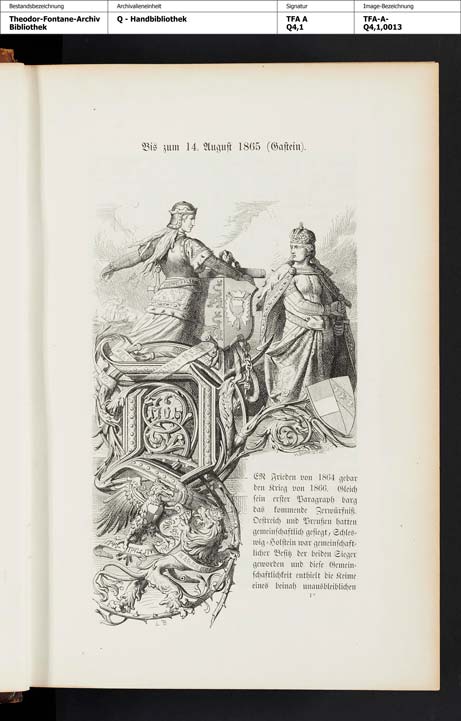 Bestandsbezeichnung
Theodor-Fontane-Archiv
Bibliothek
Archivalieneinheit
Q - Handbibliothek
Signatur
TFA A
Q4,1
Image-Bezeichnung
TFA-A-
Q4,1,0013
Bis zum 14. August 1865 (Gastein).
ER Frieden von 1864 gebar
den Krieg von 1866. Gleich
sein erster Paragraph barg
das kommende Zerwürfniß.
Oestreich und Preußen hatten
gemeinschaftlich gesiegt, Schles-
wig-Holstein war gemeinschaft-
licher Besitz der beiden Sieger
geworden und diese Gemein-
schaftlichkeit enthielt die Keime
eines beinah unausbleiblichen
1*